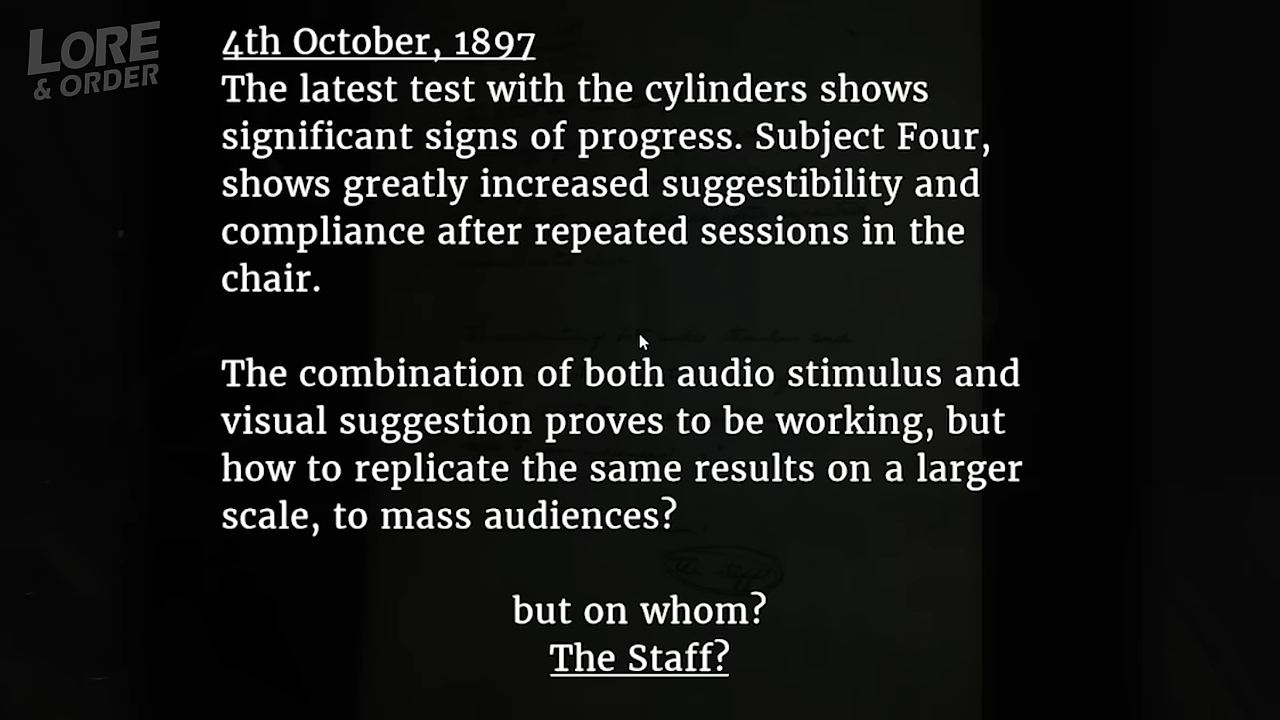 LORE
& ORDER
4th October, 1897
The latest test with the cylinders shows
significant signs of progress. Subject Four,
shows greatly increased suggestibility and
compliance after repeated sessions in the
chair.
The combination of both audio stimulus and
visual suggestion proves to be working, but
how to replicate the same results on a larger
scale, to mass audiences?
but on whom?
The Staff?